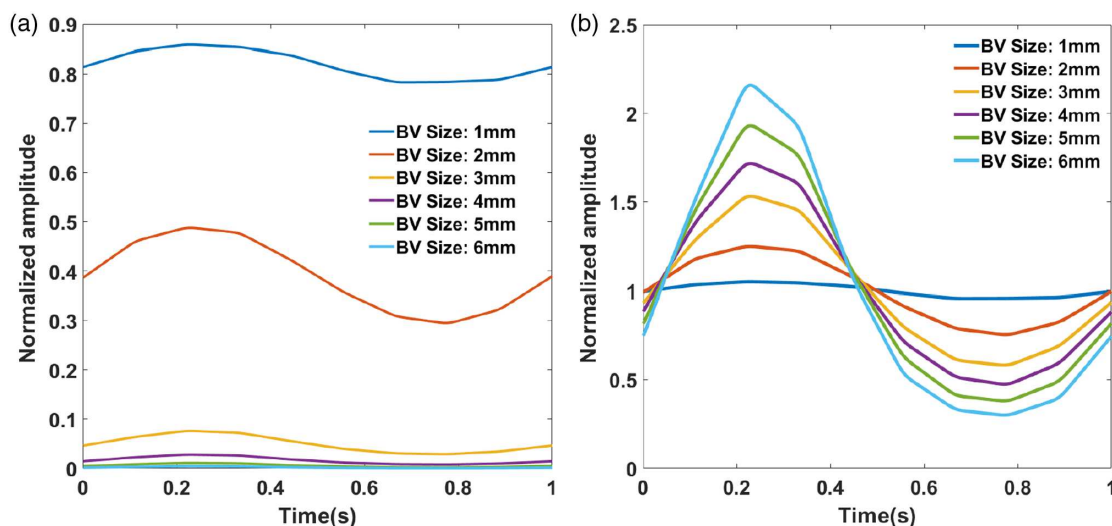 (a)
0.9
0.8
0.7
0.6
0.5
0.4
0.3
0.2
0.1
0
Normalized amplitude
BV Size: 1mm
BV Size: 2mm
BV Size: 3mm
BV Size: 4mm
BV Size: 5mm
BV Size: 6mm
0 0.2 0.4 0.6 0.8 1
Time(s)
(b)
2.5
2
1.5
1
0.5
0
Normalized amplitude
BV Size: 1mm
BV Size: 2mm
BV Size: 3mm
BV Size: 4mm
BV Size: 5mm
BV Size: 6mm
0 0.2 0.4 0.6 0.8 1
Time(s)